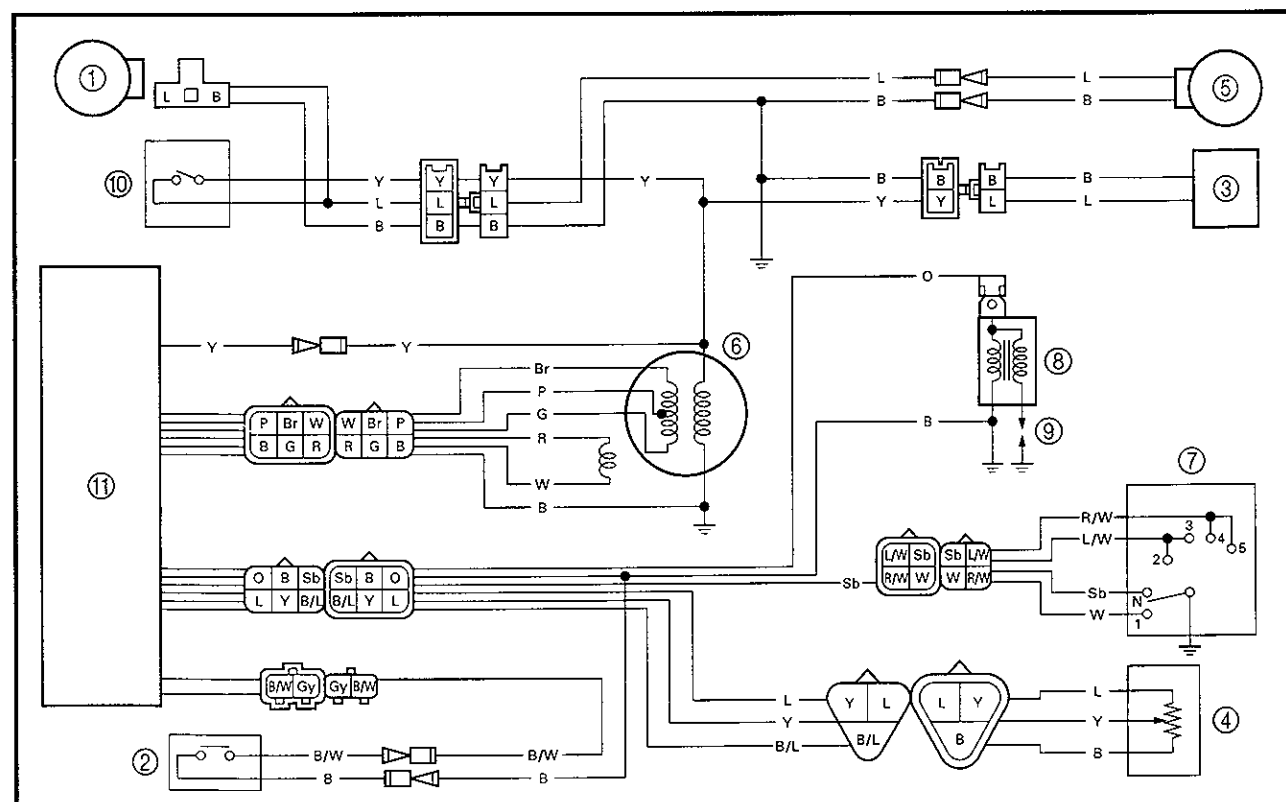 ①
L B
L L ⑤
B B
⑩
Y Y Y Y
L L L
B B B
B B B B ③
Y Y L L
O
Y Y ⑥
⑧
Br
P
G
R
W
B
P Br W W Br P
B G R R G B
B
⑨
⑪
⑦
R/W
L/W
3
4
5
2
Sb
N
W
1
L/W Sb Sb L/W
R/W W W R/W
Sb
O B Sb Sb B O
L Y B/L B/L Y L
B/W Gy Gy B/W
L Y L L Y L
Y Y ④
B/L B/L B B
② B/W B/W
B B